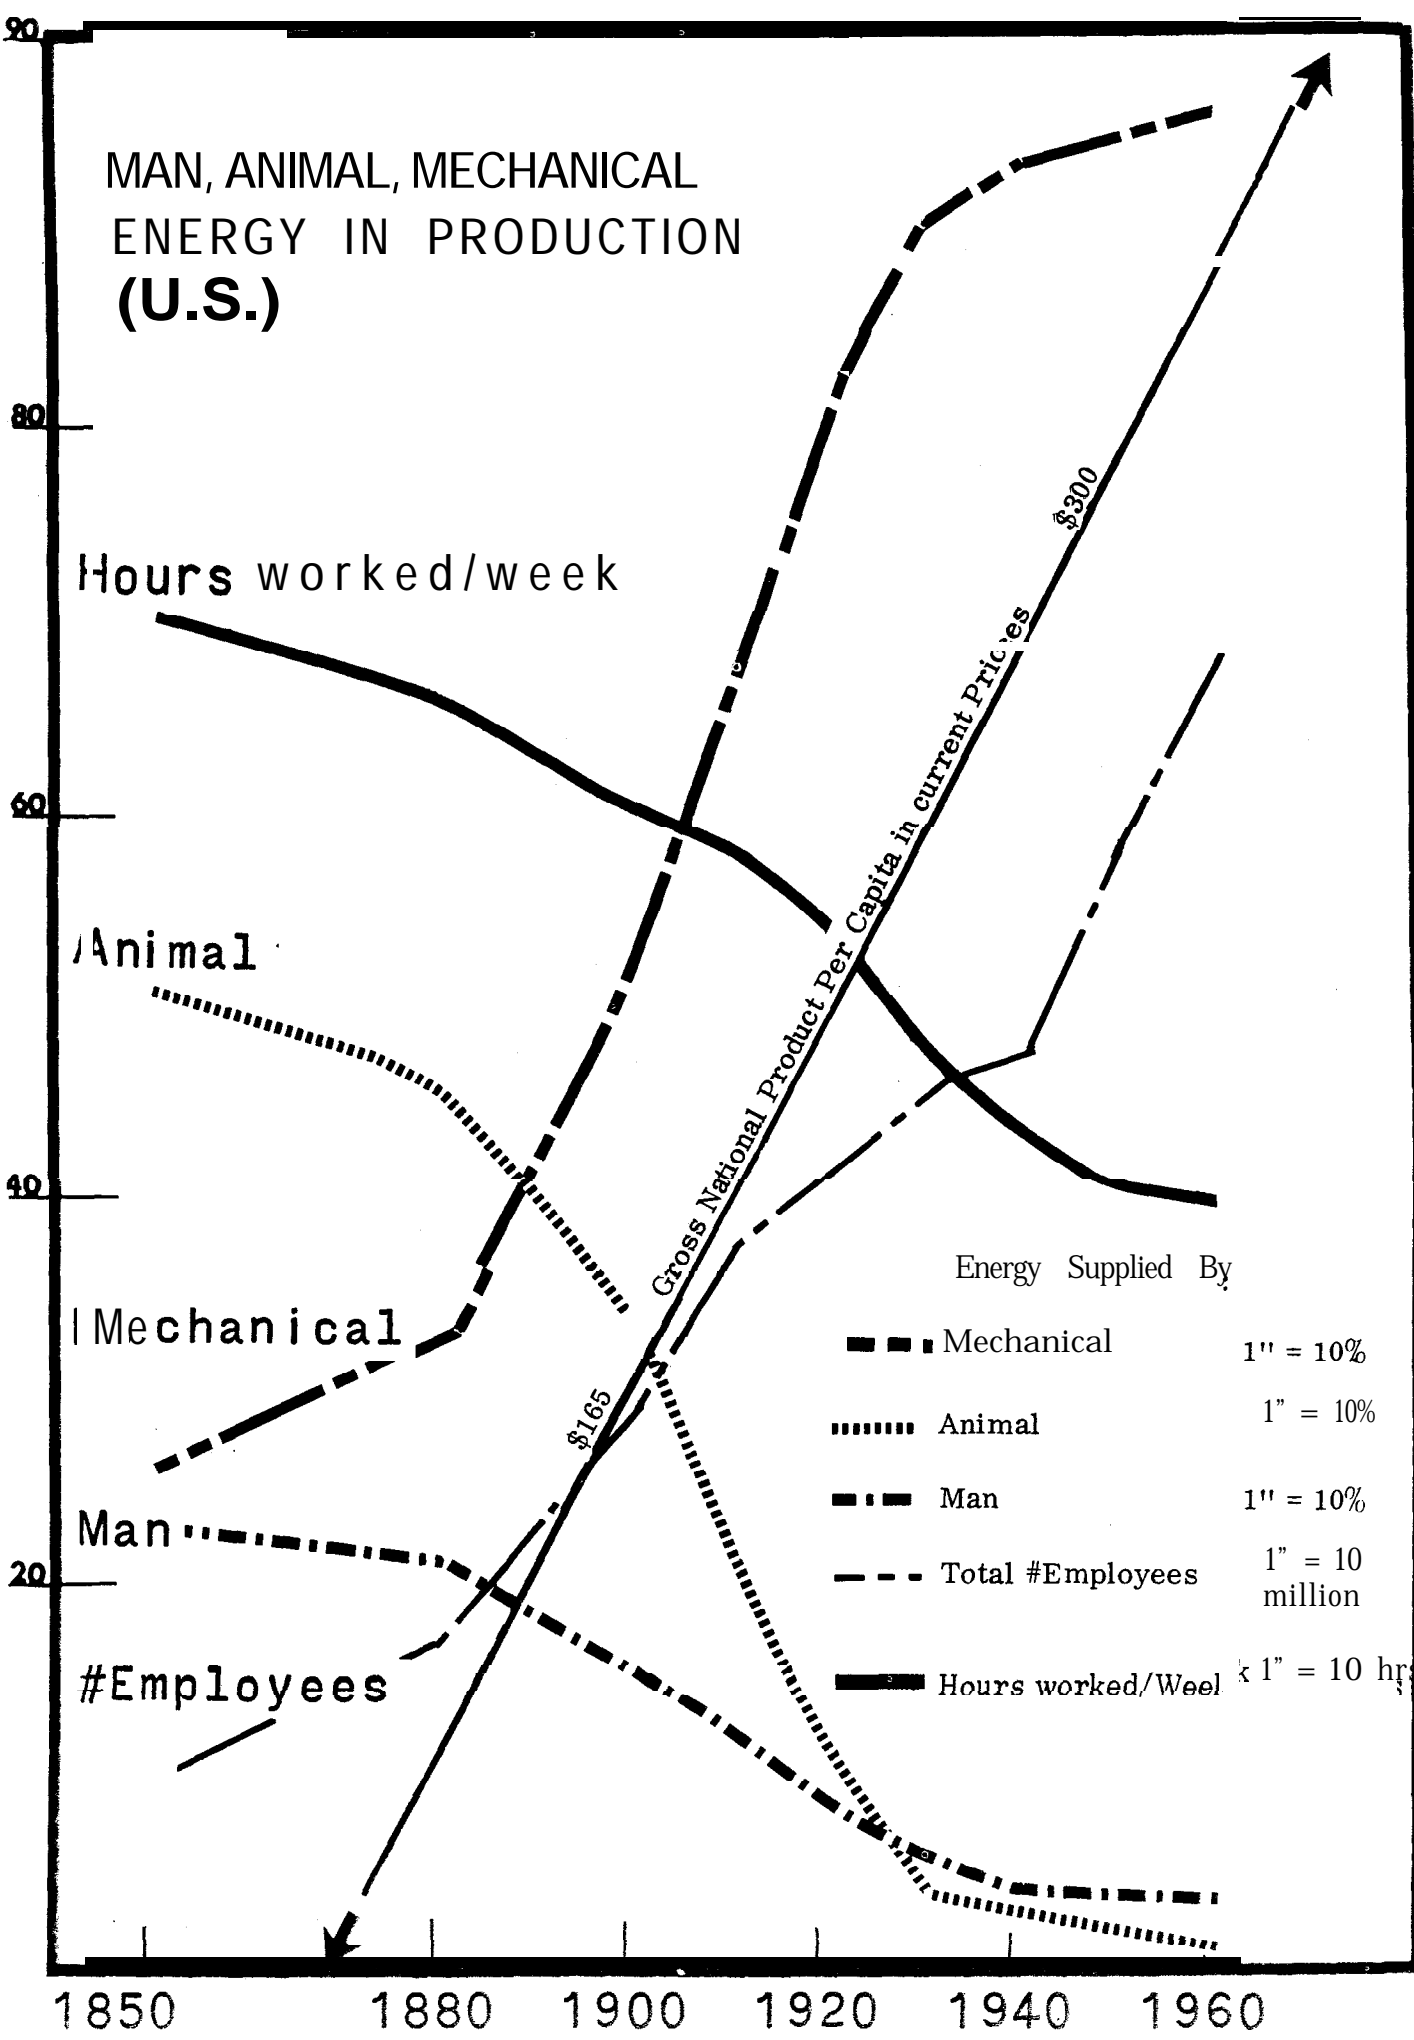 90
MAN, ANIMAL, MECHANICAL
ENERGY IN PRODUCTION
(U.S.)
80
$300
Hours worked/week
60
Gross National Product Per Capita in current Prices
Animal
40
Energy Supplied By
Mechanical
Mechanical 1" = 10%
Animal 1" = 10%
$165
Man 1" = 10%
Man
Total #Employees 1" = 10
million
20
#Employees
Hours worked/Week 1" = 10 hrs
1850 1880 1900 1920 1940 1960